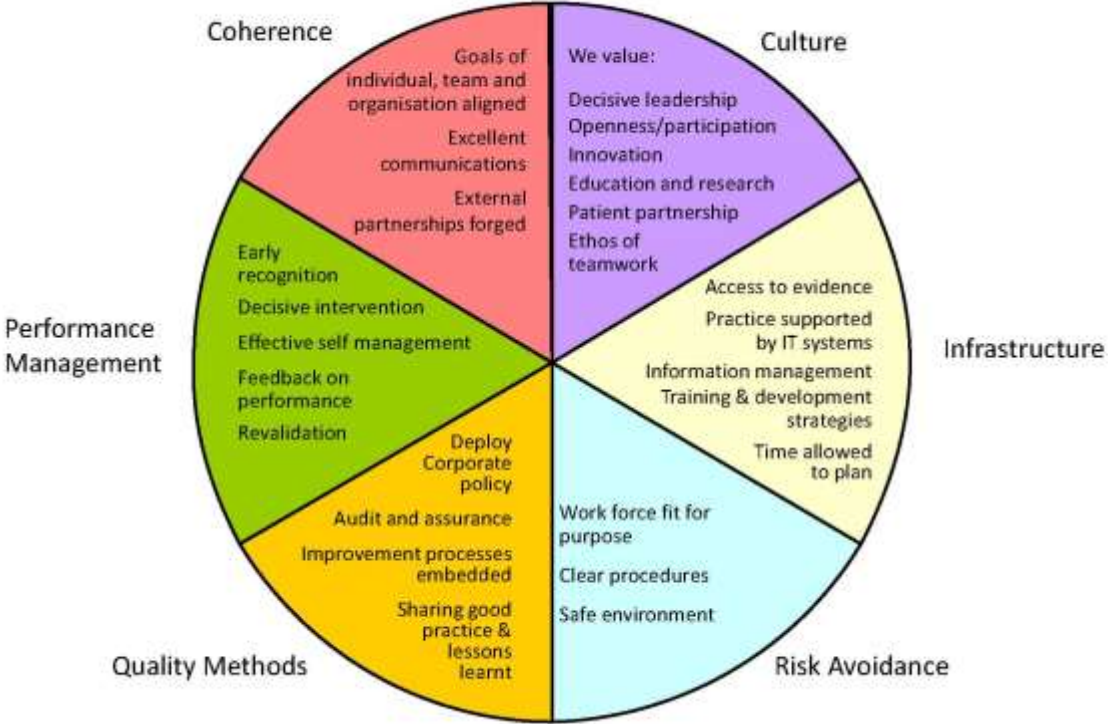 Coherence
Goals of
individual, team and
organisation aligned
Excellent
communications
External
partnerships forged
Culture
We value:
Decisive leadership
Openness/participation
Innovation
Education and research
Patient partnership
Ethos of
teamwork
Infrastructure
Access to evidence
Practice supported
by IT systems
Information management
Training & development
strategies
Time allowed
to plan
Risk Avoidance
Work force fit for
purpose
Clear procedures
Safe environment
Quality Methods
Deploy
Corporate
policy
Audit and assurance
Improvement processes
embedded
Sharing good
practice &
lessons
learnt
Performance
Management
Early
recognition
Decisive intervention
Effective self management
Feedback on
performance
Revalidation